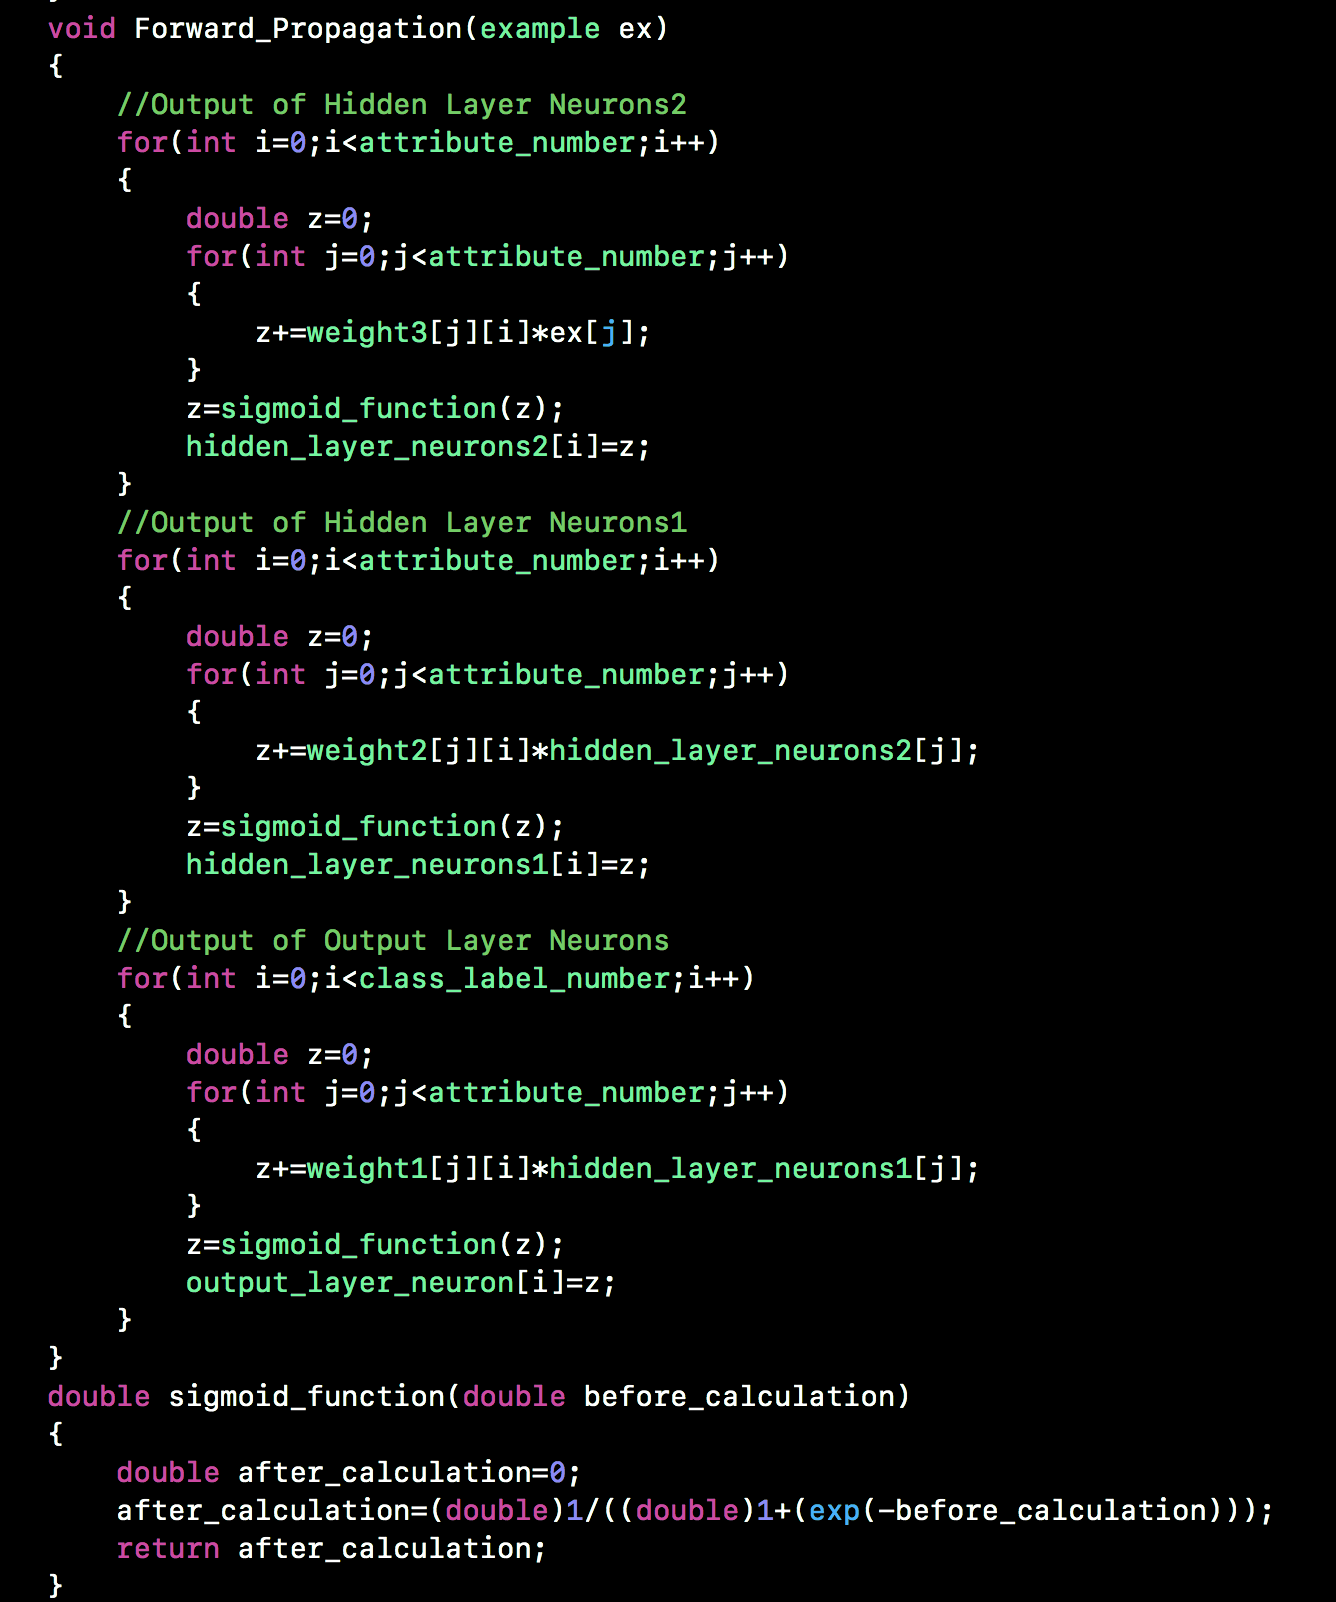 }
void Forward_Propagation(example ex)
{
    //Output of Hidden Layer Neurons2
    for(int i=0;i<attribute_number;i++)
    {
        double z=0;
        for(int j=0;j<attribute_number;j++)
        {
            z+=weight3[j][i]*ex[j];
        }
        z=sigmoid_function(z);
        hidden_layer_neurons2[i]=z;
    }
    //Output of Hidden Layer Neurons1
    for(int i=0;i<attribute_number;i++)
    {
        double z=0;
        for(int j=0;j<attribute_number;j++)
        {
            z+=weight2[j][i]*hidden_layer_neurons2[j];
        }
        z=sigmoid_function(z);
        hidden_layer_neurons1[i]=z;
    }
    //Output of Output Layer Neurons
    for(int i=0;i<class_label_number;i++)
    {
        double z=0;
        for(int j=0;j<attribute_number;j++)
        {
            z+=weight1[j][i]*hidden_layer_neurons1[j];
        }
        z=sigmoid_function(z);
        output_layer_neuron[i]=z;
    }
}
double sigmoid_function(double before_calculation)
{
    double after_calculation=0;
    after_calculation=(double)1/((double)1+(exp(-before_calculation)));
    return after_calculation;
}